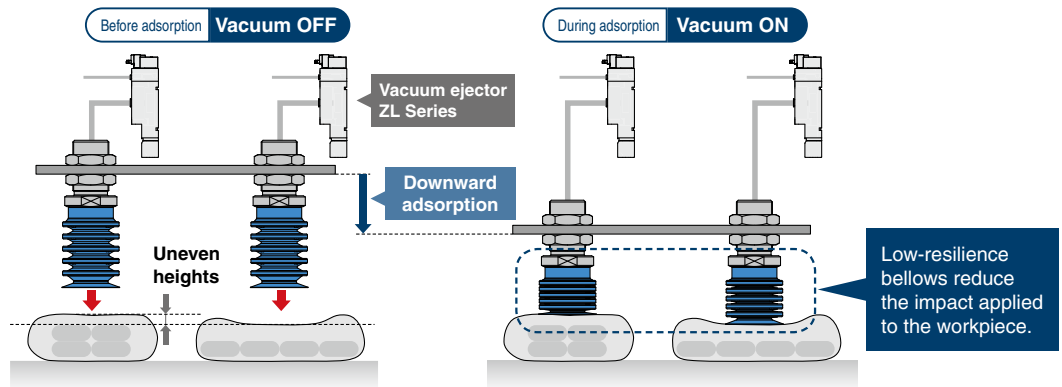 Before adsorption Vacuum OFF
During adsorption Vacuum ON
Vacuum ejector
ZL Series
Downward
adsorption
Uneven
heights
Low-resilience
bellows reduce
the impact applied
to the workpiece.